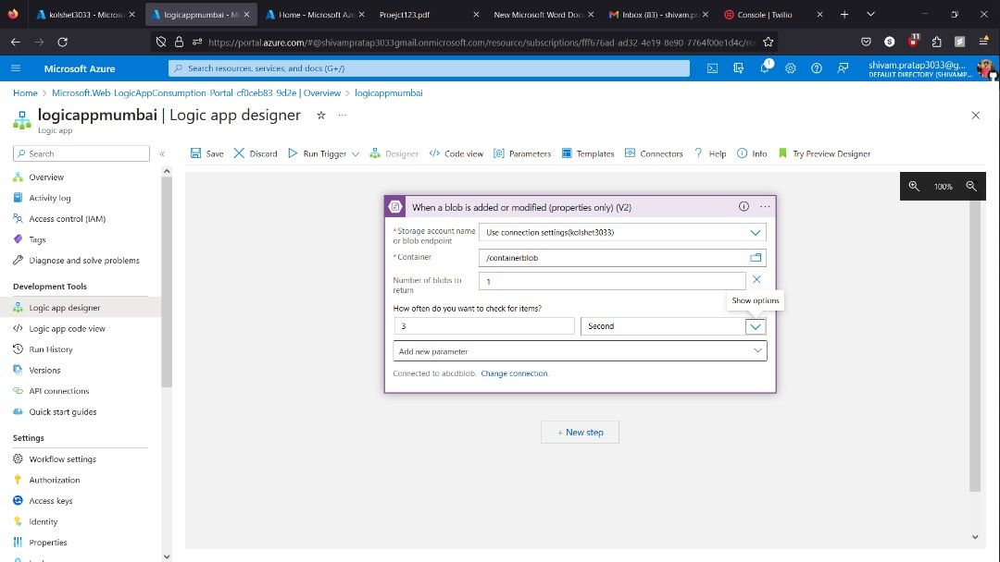 kolshet3033 - Microso
logicappmumbai - Mi
Home - Microsoft Azu
Proejct123.pdf
New Microsoft Word Doc
Inbox (83) - shivam.p
Console | Twilio
https://portal.azure.com/#@shivampratap3033gmail.onmicrosoft.com/resource/subscriptions/fff676ad-ad32-4e19-8e90-7764f00e1d4c/re
11
Microsoft Azure
Search resources, services, and docs (G+/)
1
shivam.pratap3033@g...
DEFAULT DIRECTORY (SHIVAMP...
Home > Microsoft.Web-LogicAppConsumption-Portal-cf0ceb83-9d2e | Overview > logicappmumbai
logicappmumbai | Logic app designer
Logic app
Search
Save
Discard
Run Trigger
Designer
Code view
Parameters
Templates
Connectors
Help
Info
Try Preview Designer
Overview
Activity log
Access control (IAM)
Tags
Diagnose and solve problems
Development Tools
Logic app designer
Logic app code view
Run History
Versions
API connections
Quick start guides
Settings
Workflow settings
Authorization
Access keys
Identity
Properties
100%
When a blob is added or modified (properties only) (V2)
* Storage account name or blob endpoint
Use connection settings(kolshet3033)
* Container
/containerblob
Number of blobs to return
1
Show options
How often do you want to check for items?
3
Second
Add new parameter
Connected to abcdblob. Change connection.
+ New step